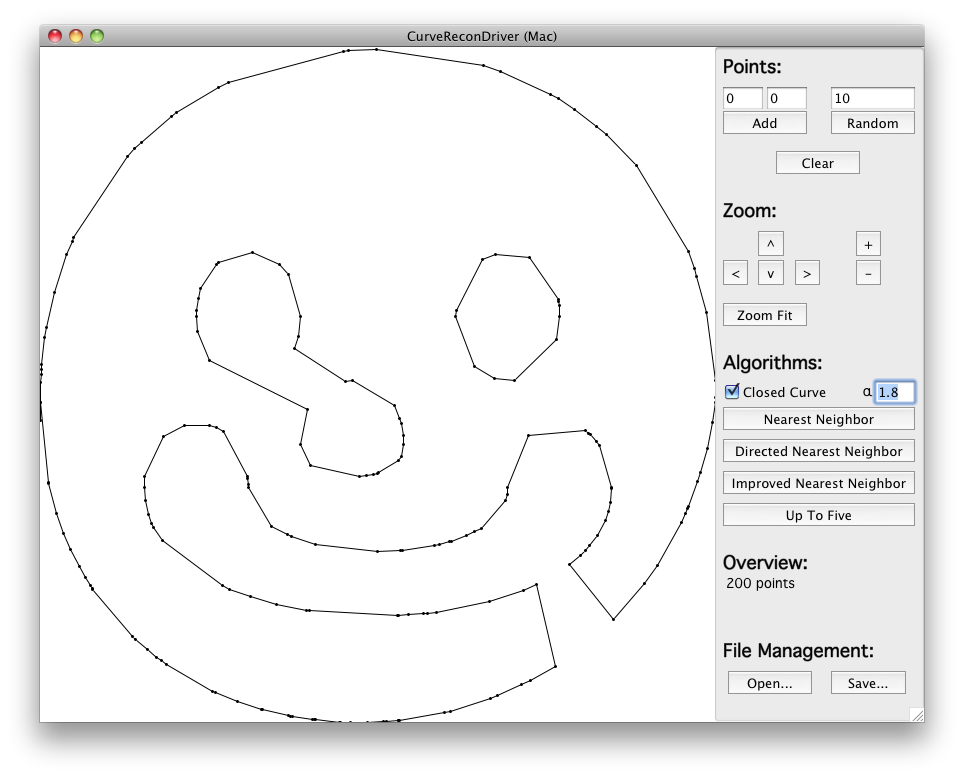 CurveReconDriver (Mac)
Points:
0 0 10
Add Random
Clear
Zoom:
^ +
< v > -
Zoom Fit
Algorithms:
Closed Curve α 1.8
Nearest Neighbor
Directed Nearest Neighbor
Improved Nearest Neighbor
Up To Five
Overview:
200 points
File Management:
Open... Save...